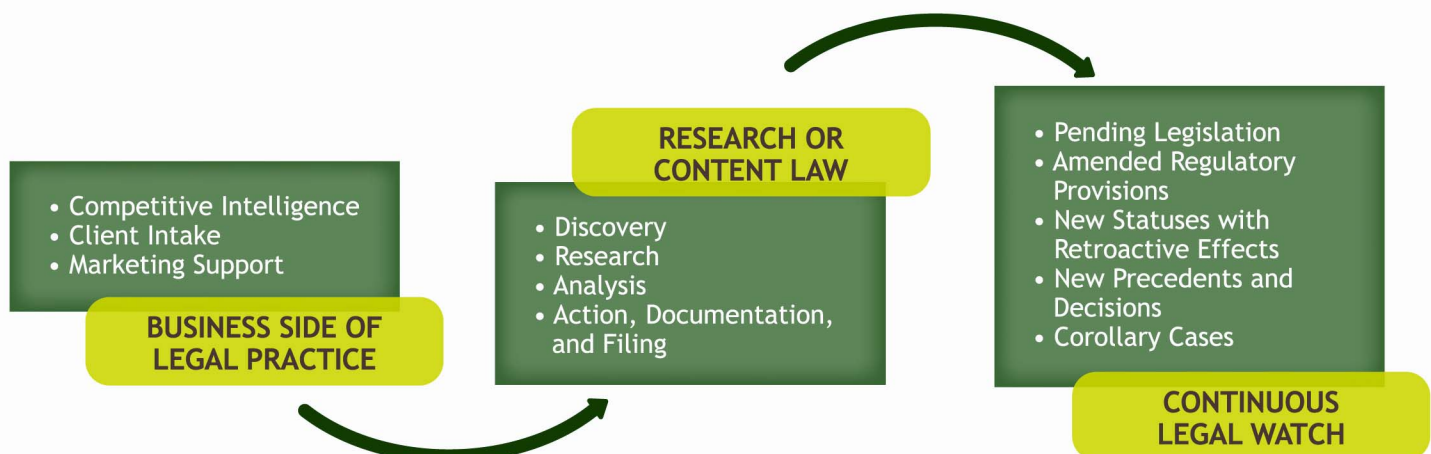 • Competitive Intelligence
• Client Intake
• Marketing Support
BUSINESS SIDE OF
LEGAL PRACTICE
RESEARCH OR
CONTENT LAW
• Discovery
• Research
• Analysis
• Action, Documentation,
and Filing
• Pending Legislation
• Amended Regulatory
Provisions
• New Statuses with
Retroactive Effects
• New Precedents and
Decisions
• Corollary Cases
CONTINUOUS
LEGAL WATCH